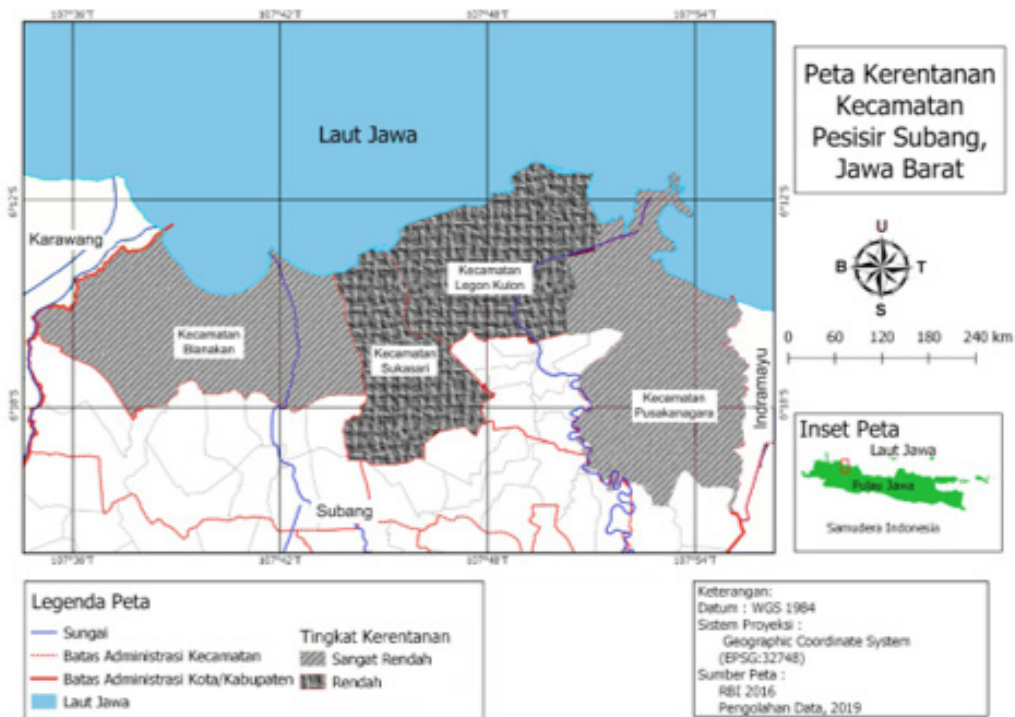 107°36'T 107°42'T 107°48'T 107°54'T
Laut Jawa
6°12'S 6°12'S
Karawang
Kecamatan
Legon Kulon
Kecamatan
Blanakan
Kecamatan
Sukasari
Kecamatan
Pusakanagara
Indramayu
6°18'S 6°18'S
Subang
107°36'T 107°42'T 107°48'T 107°54'T
Peta Kerentanan
Kecamatan
Pesisir Subang,
Jawa Barat
U
B T
S
0 60 120 180 240 km
Inset Peta
Laut Jawa
Pulau Jawa
Samudera Indonesia
Legenda Peta
Sungai
Batas Administrasi Kecamatan
Batas Administrasi Kota/Kabupaten
Laut Jawa
Tingkat Kerentanan
Sangat Rendah
Rendah
Keterangan:
Datum : WGS 1984
Sistem Proyeksi :
Geographic Coordinate System
(EPSG:32748)
Sumber Peta :
RBI 2016
Pengolahan Data, 2019